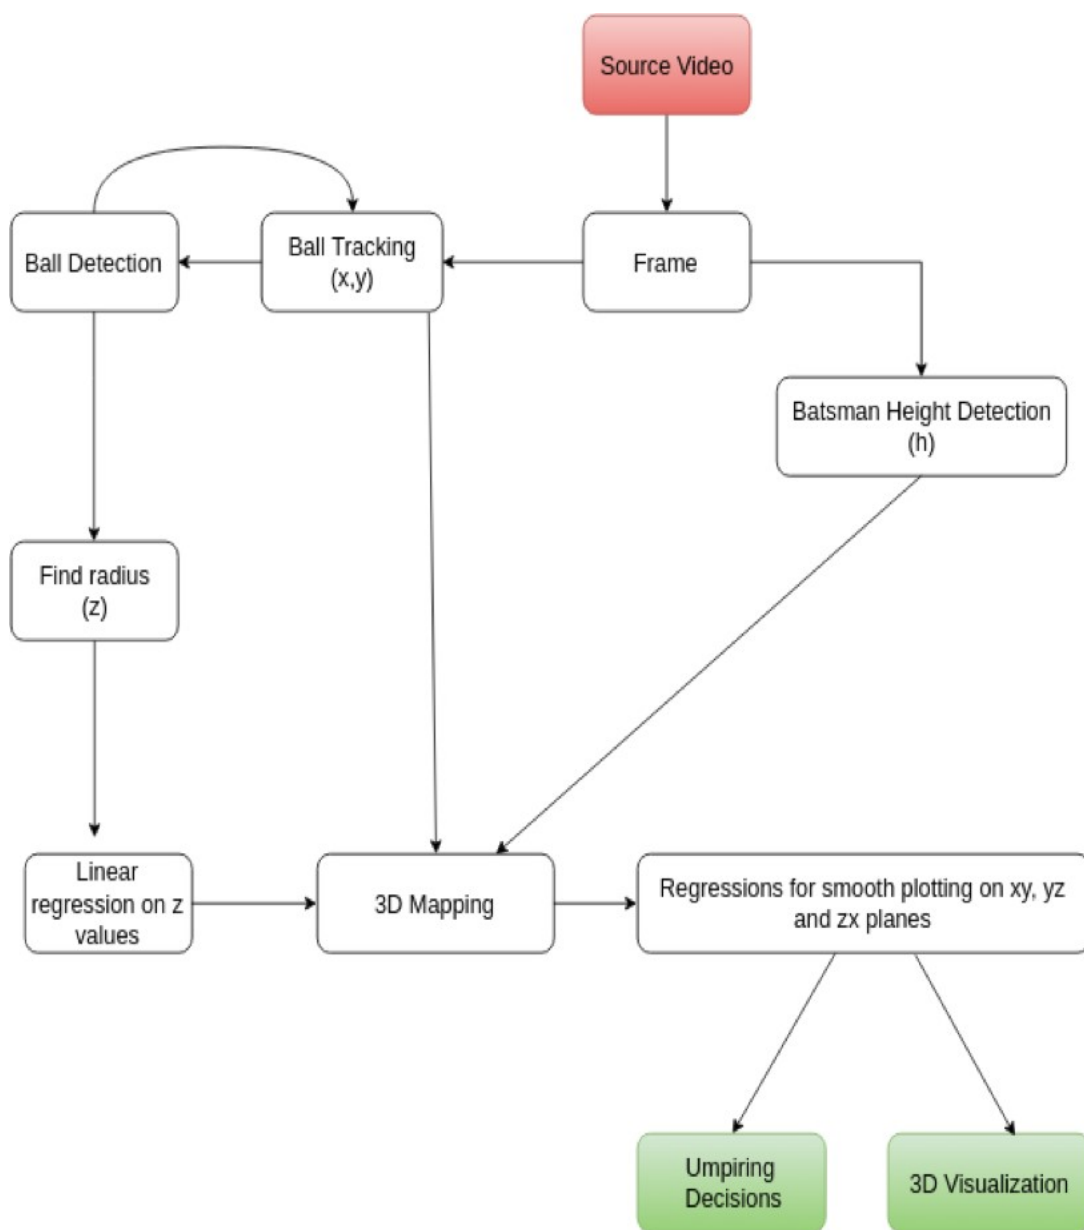 Source Video
Ball Detection
Ball Tracking
(x,y)
Frame
Batsman Height Detection
(h)
Find radius
(z)
Linear
regression on z
values
3D Mapping
Regressions for smooth plotting on xy, yz
and zx planes
Umpiring
Decisions
3D Visualization